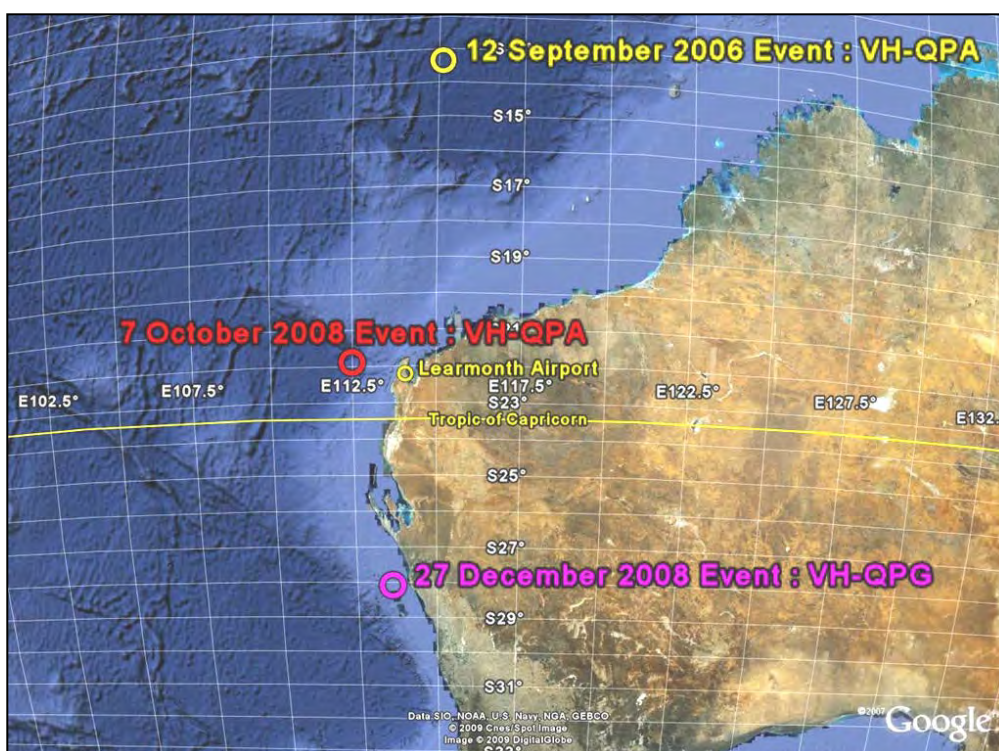 12 September 2006 Event : VH-QPA
S15°
S17°
S19°
7 October 2008 Event : VH-QPA
Learmonth Airport
E102.5°
E107.5°
E112.5°
E117.5°
E122.5°
E127.5°
E132.
S23°
Tropic of Capricorn
S25°
S27°
27 December 2008 Event : VH-QPG
S29°
S31°
Data SIO, NOAA, U.S. Navy, NGA, GEBCO
© 2009 Cnes/Spot Image
Image © 2009 DigitalGlobe
©2007 Google